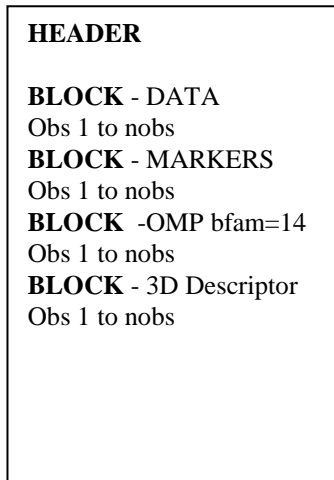 HEADER
BLOCK - DATA
Obs 1 to nobs
BLOCK - MARKERS
Obs 1 to nobs
BLOCK -OMP bfam=14
Obs 1 to nobs
BLOCK - 3D Descriptor
Obs 1 to nobs